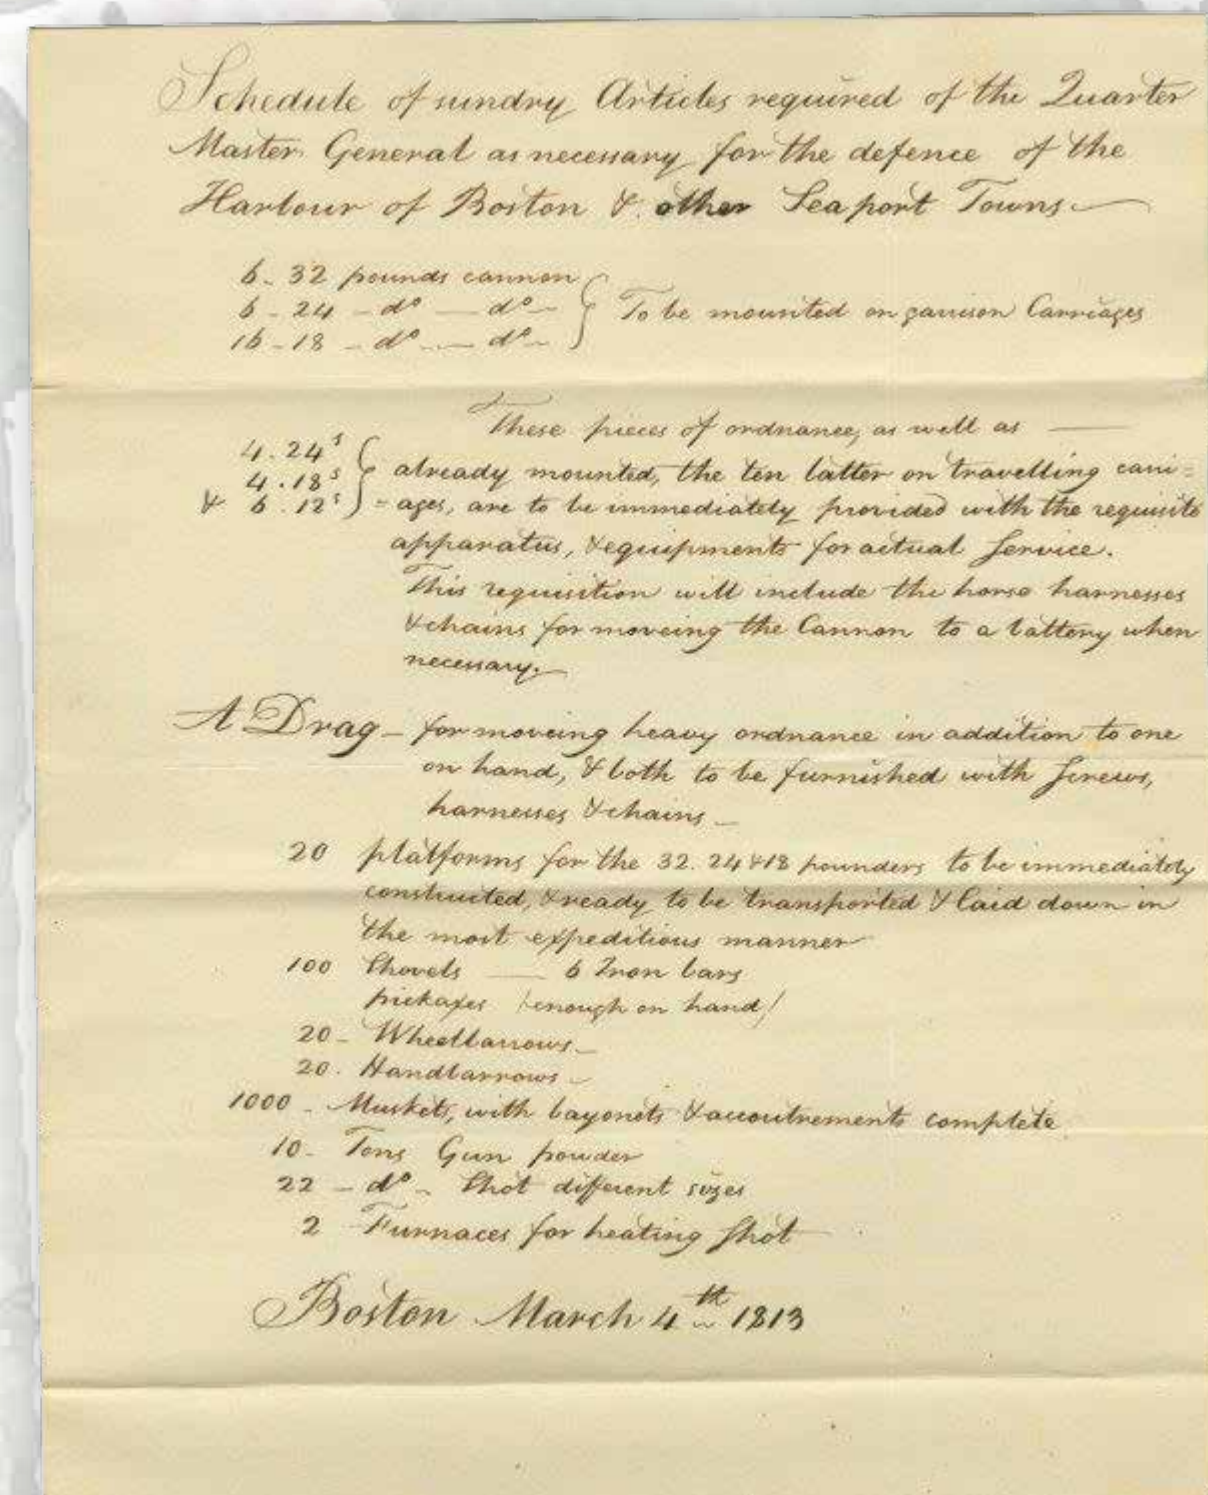 Schedule of sundry Articles required of the Quarter
Master General as necessary for the defence of the
Harbour of Boston & other Seaport Towns
6 - 32 pounds cannon
6 - 24 - do — do -
16 - 18 - do — do -
To be mounted on garrison Carriages
These pieces of ordnance, as well as
4 . 24s
4 . 18s
& 6 . 12s
already mounted, the ten latter on travelling carri=
=ages, are to be immediately provided with the requisite
apparatus, & equipments for actual Service.
This requisition will include the horse harnesses
& chains for moveing the Cannon to a battery when
necessary.
A Drag - for moveing heavy ordnance in addition to one
on hand, & both to be furnished with Screws,
harnesses & chains -
20 platforms for the 32. 24 & 18 pounders to be immediately
constructed, & ready to be transported & laid down in
the most expeditious manner
100 Shovels — 6 Iron bars
pickaxes /enough on hand/
20 - Wheelbarrows -
20 . Handbarrows -
1000 - Muskets, with bayonets & accoutrements complete
10 - Tons Gun powder
22 - do - Shot different sizes
2 Furnaces for heating Shot
Boston March 4th 1813